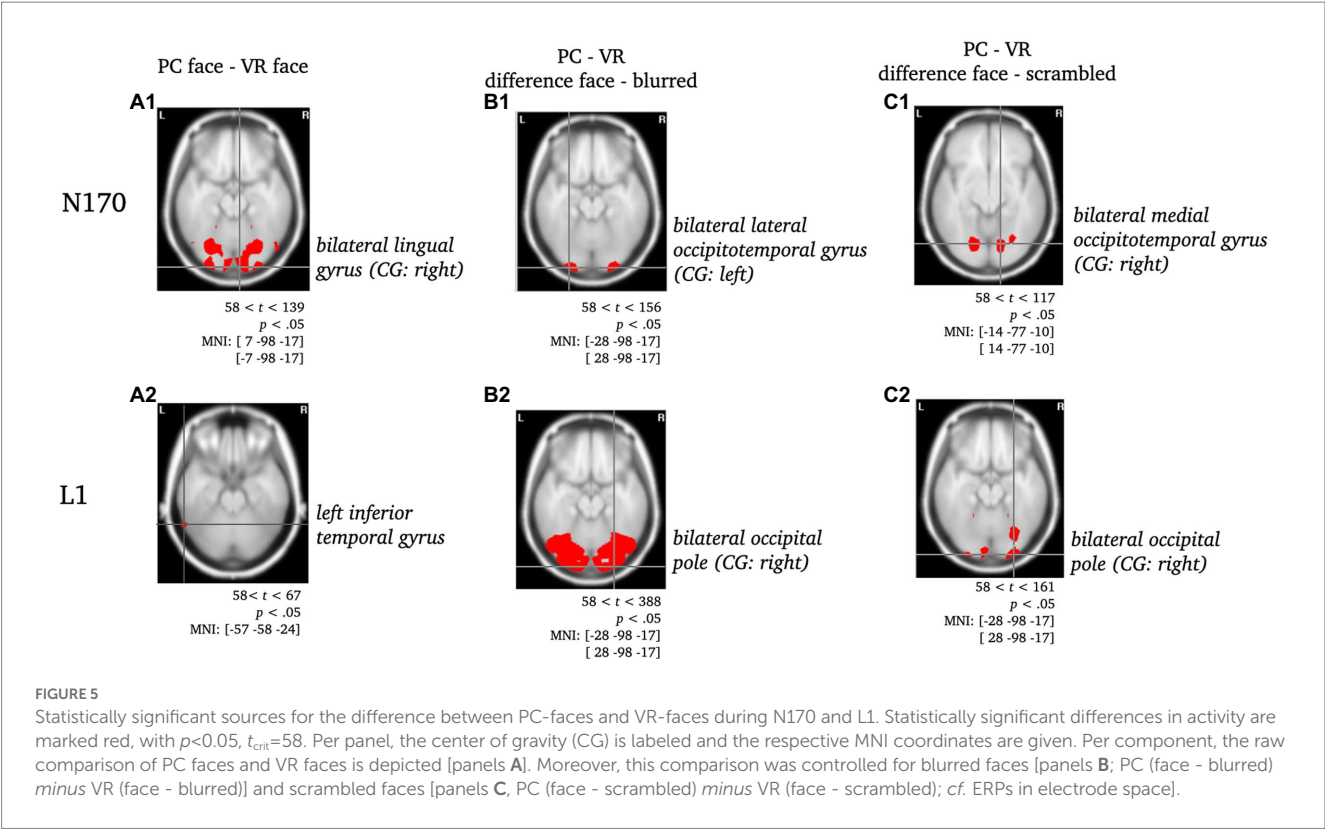 PC face - VR face
PC - VR
difference face - blurred
PC - VR
difference face - scrambled
N170
A1
L
R
bilateral lingual
gyrus (CG: right)
58 < t < 139
p < .05
MNI: [ 7 -98 -17]
[-7 -98 -17]
B1
L
R
bilateral lateral
occipitotemporal gyrus
(CG: left)
58 < t < 156
p < .05
MNI: [-28 -98 -17]
[ 28 -98 -17]
C1
L
R
bilateral medial
occipitotemporal gyrus
(CG: right)
58 < t < 117
p < .05
MNI: [-14 -77 -10]
[ 14 -77 -10]
L1
A2
L
R
left inferior
temporal gyrus
58< t < 67
p < .05
MNI: [-57 -58 -24]
B2
L
R
bilateral occipital
pole (CG: right)
58 < t < 388
p < .05
MNI: [-28 -98 -17]
[ 28 -98 -17]
C2
L
R
bilateral occipital
pole (CG: right)
58 < t < 161
p < .05
MNI: [-28 -98 -17]
[ 28 -98 -17]
FIGURE 5
Statistically significant sources for the difference between PC-faces and VR-faces during N170 and L1. Statistically significant differences in activity are
marked red, with p<0.05, tcrit=58. Per panel, the center of gravity (CG) is labeled and the respective MNI coordinates are given. Per component, the raw
comparison of PC faces and VR faces is depicted [panels A]. Moreover, this comparison was controlled for blurred faces [panels B; PC (face - blurred)
minus VR (face - blurred)] and scrambled faces [panels C, PC (face - scrambled) minus VR (face - scrambled); cf. ERPs in electrode space].